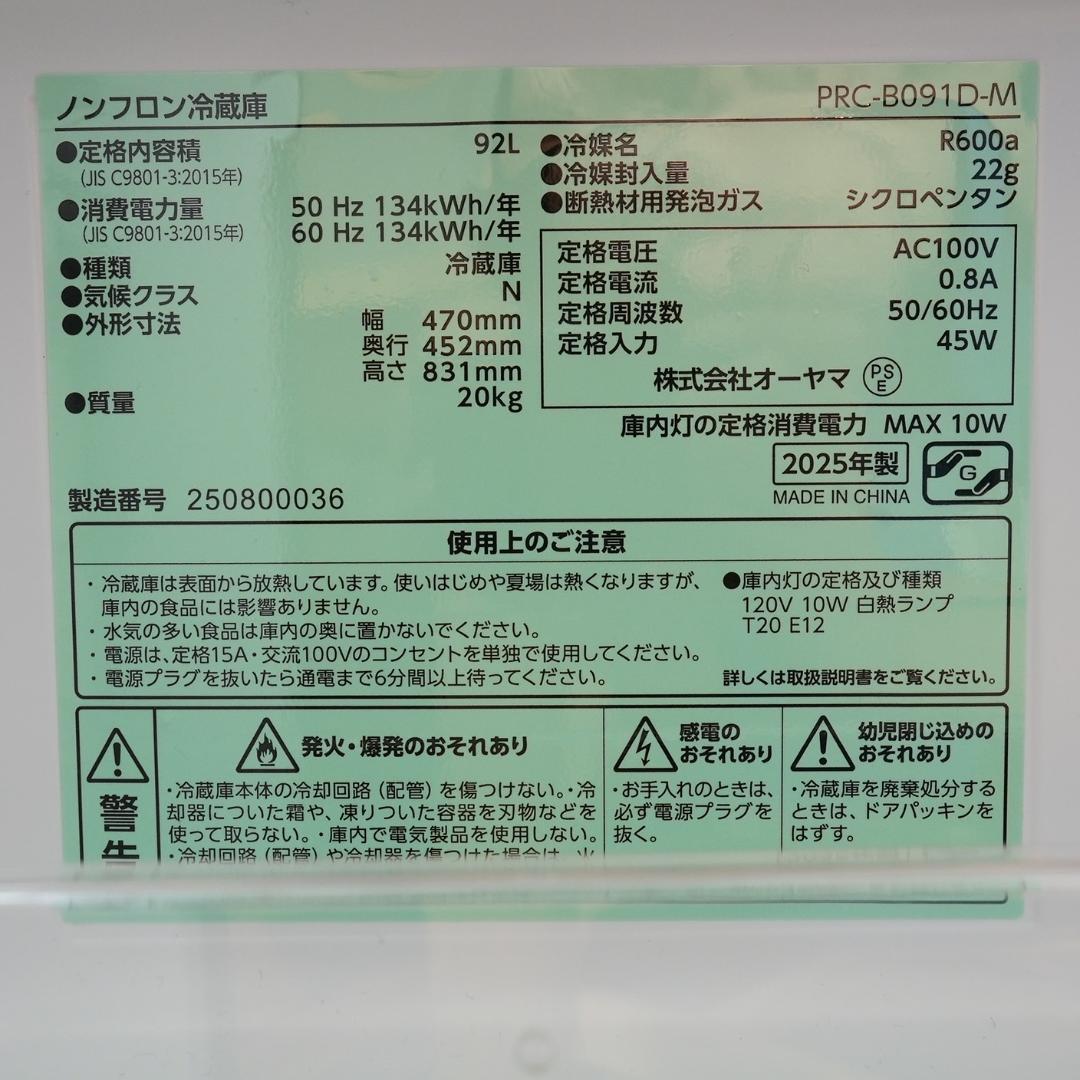 ノンフロン冷蔵庫
PRC-B091D-M
●定格内容積 92L
(JIS C9801-3:2015年)
●消費電力量 50 Hz 134kWh/年
(JIS C9801-3:2015年) 60 Hz 134kWh/年
●種類 冷蔵庫
●気候クラス N
●外形寸法 幅 470mm
奥行 452mm
高さ 831mm
●質量 20kg
●冷媒名 R600a
●冷媒封入量 22g
●断熱材用発泡ガス シクロペンタン
定格電圧 AC100V
定格電流 0.8A
定格周波数 50/60Hz
定格入力 45W
株式会社オーヤマ PSE
庫内灯の定格消費電力 MAX 10W
2025年製
MADE IN CHINA
G
製造番号 250800036
使用上のご注意
・冷蔵庫は表面から放熱しています。使いはじめや夏場は熱くなりますが、
庫内の食品には影響ありません。
・水気の多い食品は庫内の奥に置かないでください。
・電源は、定格15A・交流100Vのコンセントを単独で使用してください。
・電源プラグを抜いたら通電まで6分間以上待ってください。
●庫内灯の定格及び種類
120V 10W 白熱ランプ
T20 E12
詳しくは取扱説明書をご覧ください。
警告
発火・爆発のおそれあり
・冷蔵庫本体の冷却回路（配管）を傷つけない。・冷
却器についた霜や、凍りついた容器を刃物などを
使って取らない。・庫内で電気製品を使用しない。
・冷却回路（配管）や冷却器を傷つけた場合は、火
感電の
おそれあり
・お手入れのときは、
必ず電源プラグを
抜く。
幼児閉じ込めの
おそれあり
・冷蔵庫を廃棄処分する
ときは、ドアパッキンを
はずす。